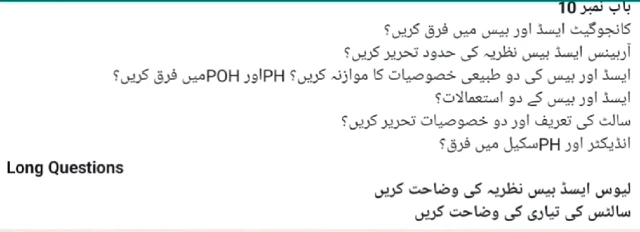 باب نمبر 10
کانجوگیٹ ایسڈ اور بیس میں فرق کریں؟
آرہینس ایسڈ بیس نظریہ کی حدود تحریر کریں؟
ایسڈ اور بیس کی دو طبیعی خصوصیات کا موازنہ کریں؟ PHاور POHمیں فرق کریں؟
ایسڈ اور بیس کے دو استعمالات؟
سالٹ کی تعریف اور دو خصوصیات تحریر کریں؟
انڈیکٹر اور PHسکیل میں فرق؟
Long Questions
لیوس ایسڈ بیس نظریہ کی وضاحت کریں
سالٹس کی تیاری کی وضاحت کریں